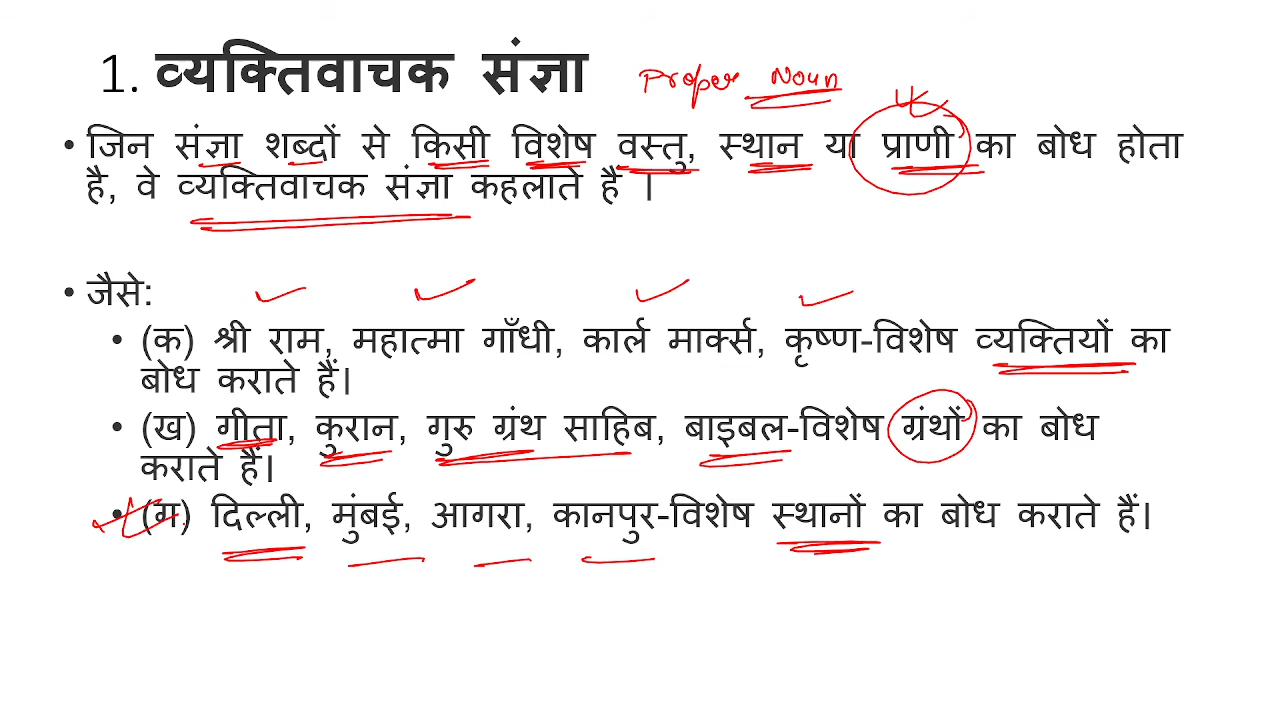 1. व्यक्तिवाचक संज्ञा Proper Noun
• जिन संज्ञा शब्दों से किसी विशेष वस्तु, स्थान या प्राणी का बोध होता
है, वे व्यक्तिवाचक संज्ञा कहलाते हैं ।
• जैसे:
• (क) श्री राम, महात्मा गाँधी, कार्ल मार्क्स, कृष्ण-विशेष व्यक्तियों का
बोध कराते हैं।
• (ख) गीता, कुरान, गुरु ग्रंथ साहिब, बाइबल-विशेष ग्रंथों का बोध
कराते हैं।
• (ग) दिल्ली, मुंबई, आगरा, कानपुर-विशेष स्थानों का बोध कराते हैं।